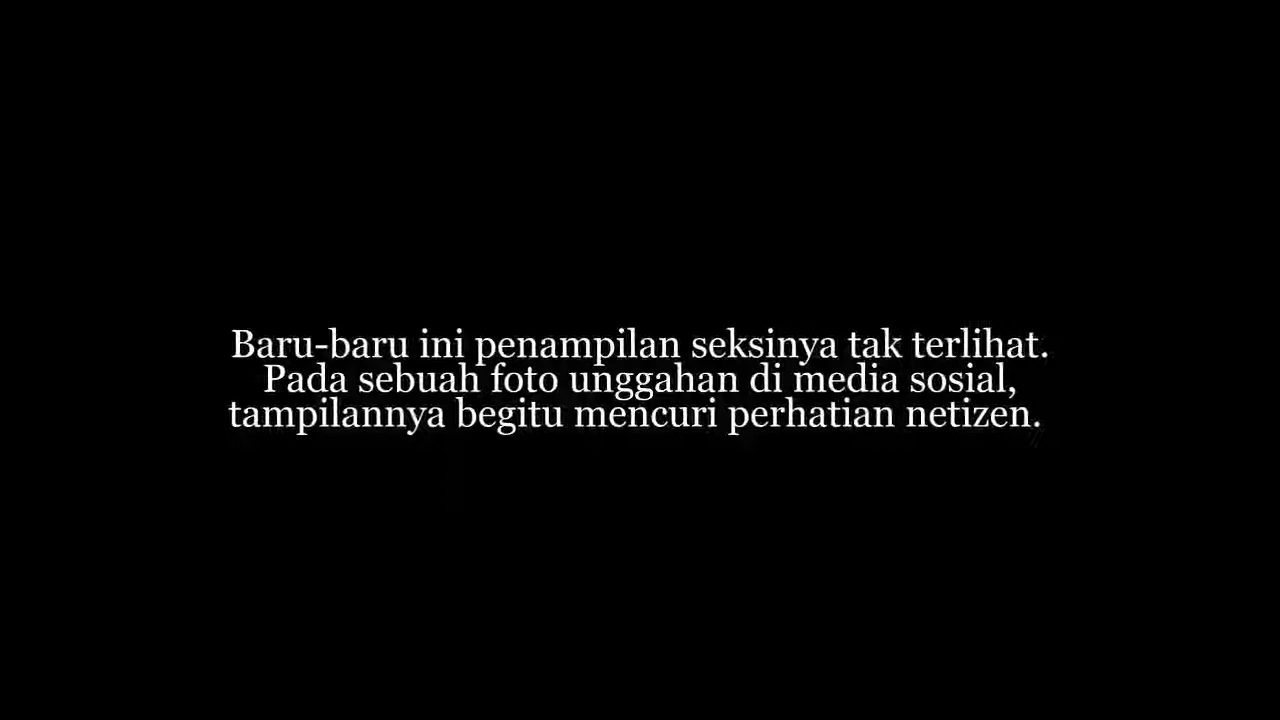 Baru-baru ini penampilan seksinya tak terlihat.
Pada sebuah foto unggahan di media sosial,
tampilannya begitu mencuri perhatian netizen.